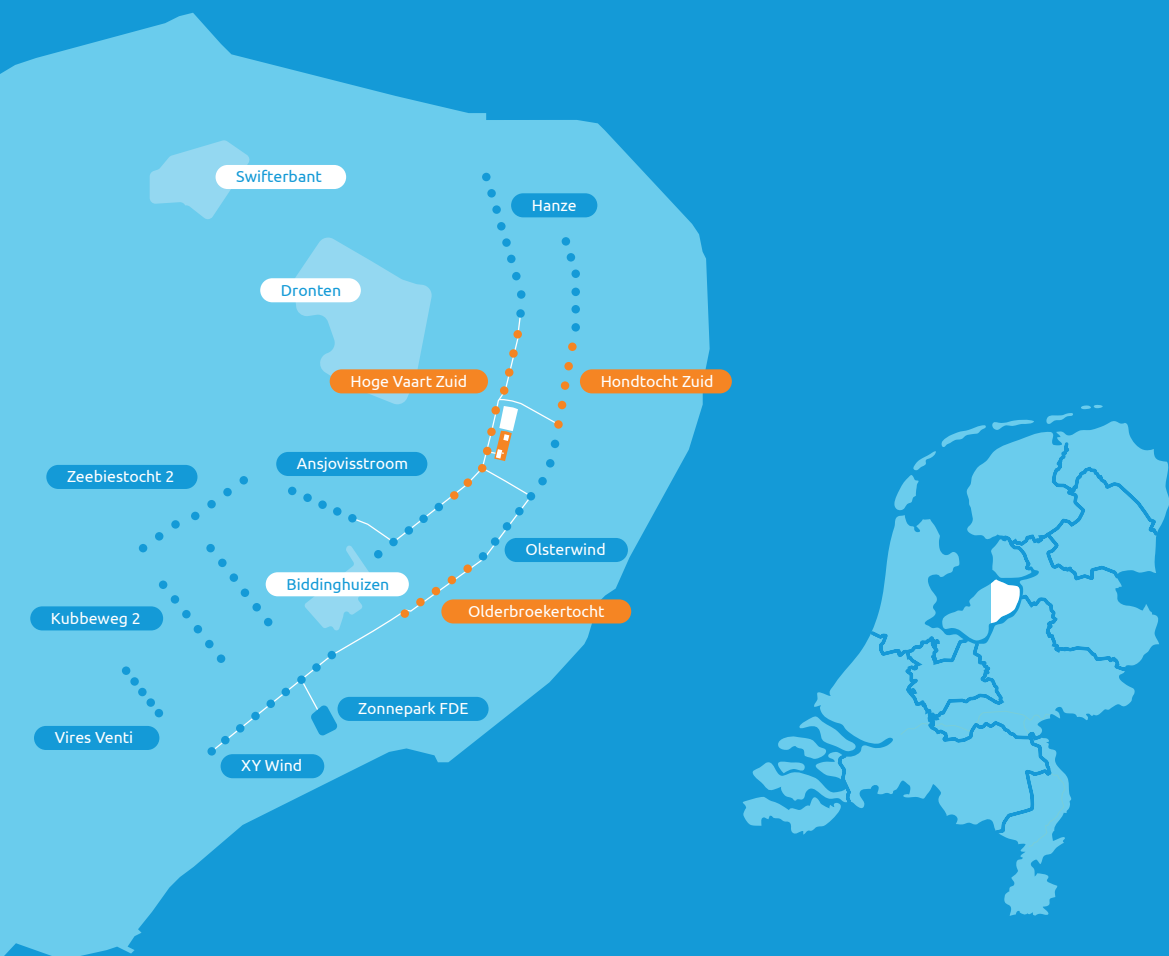 Swifterbant
Hanze
Dronten
Hoge Vaart Zuid
Hondtocht Zuid
Ansjovisstroom
Zeebiestocht 2
Olsterwind
Biddinghuizen
Olderbroekertocht
Kubbeweg 2
Zonnepark FDE
Vires Venti
XY Wind